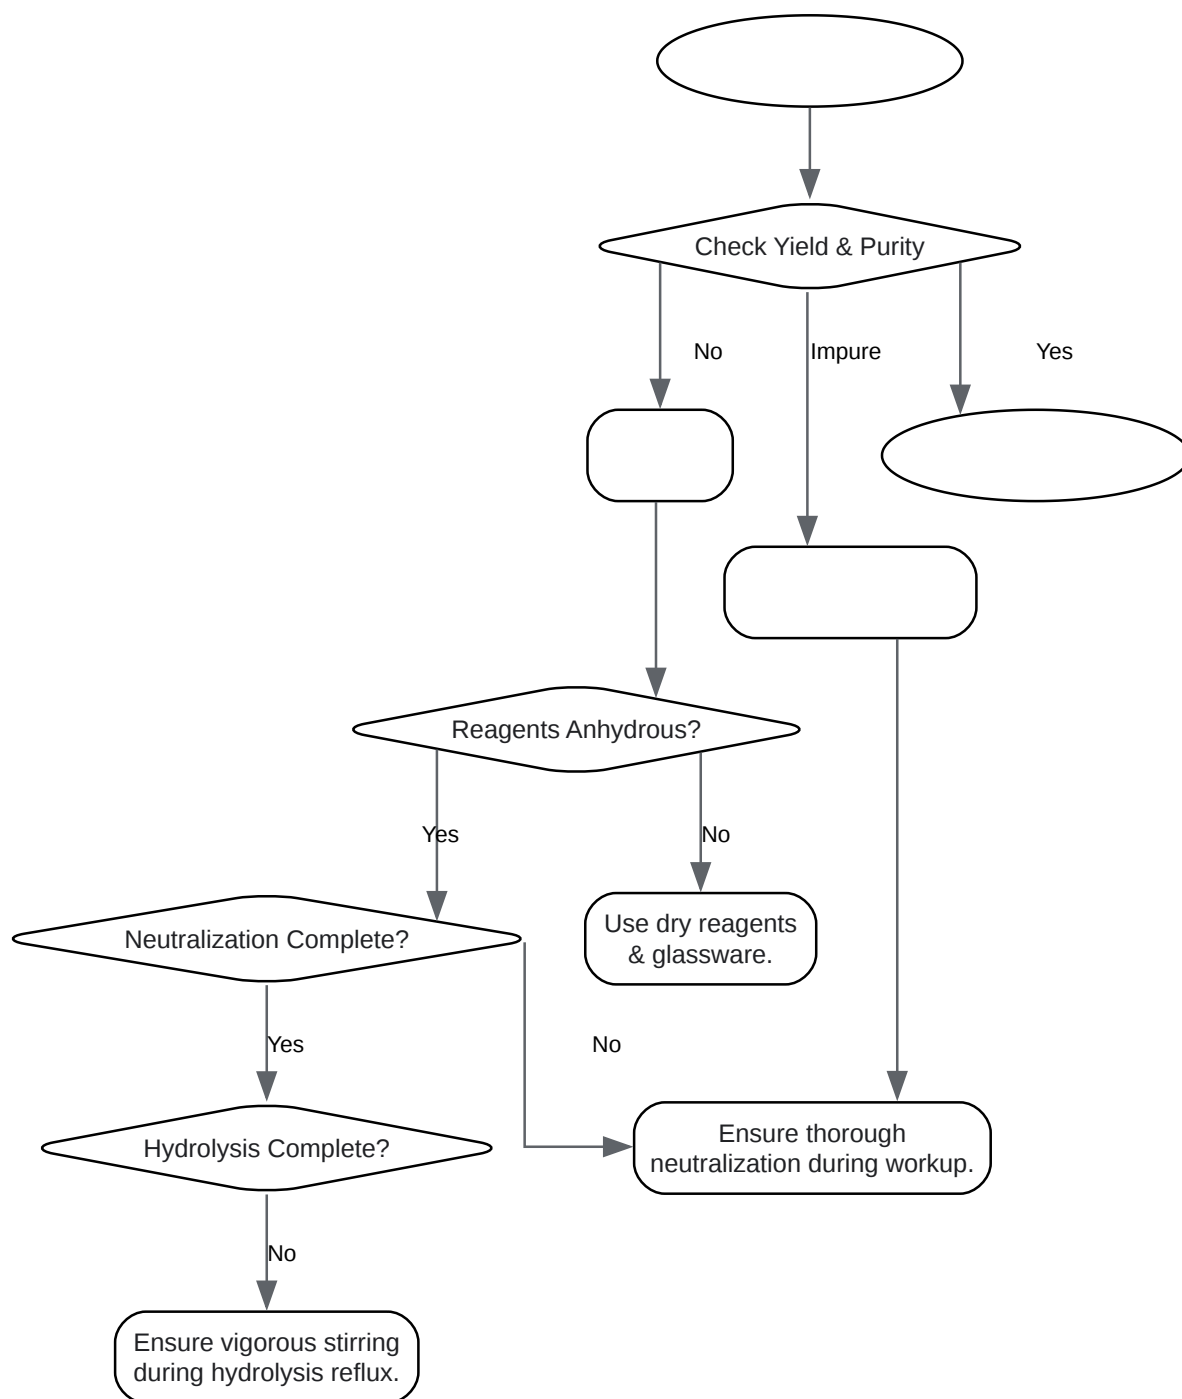 Check Yield & Purity
No
Impure
Yes
Reagents Anhydrous?
Yes
No
Neutralization Complete?
Use dry reagents
& glassware.
Yes
No
Hydrolysis Complete?
Ensure thorough
neutralization during workup.
No
Ensure vigorous stirring
during hydrolysis reflux.